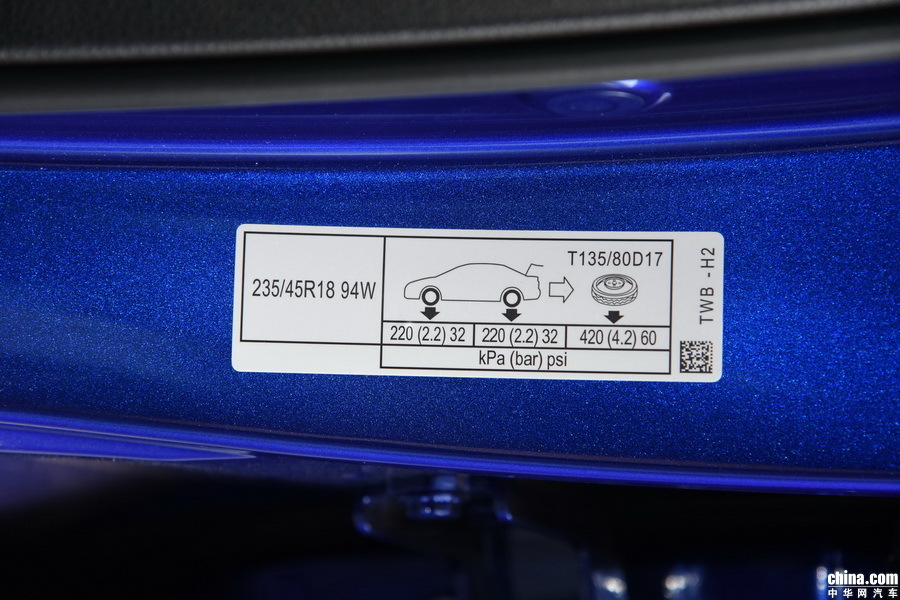 235/45R18 94W
T135/80D17
220 (2.2) 32
220 (2.2) 32
420 (4.2) 60
kPa (bar) psi
TWB - H2
china.com
中华网汽车